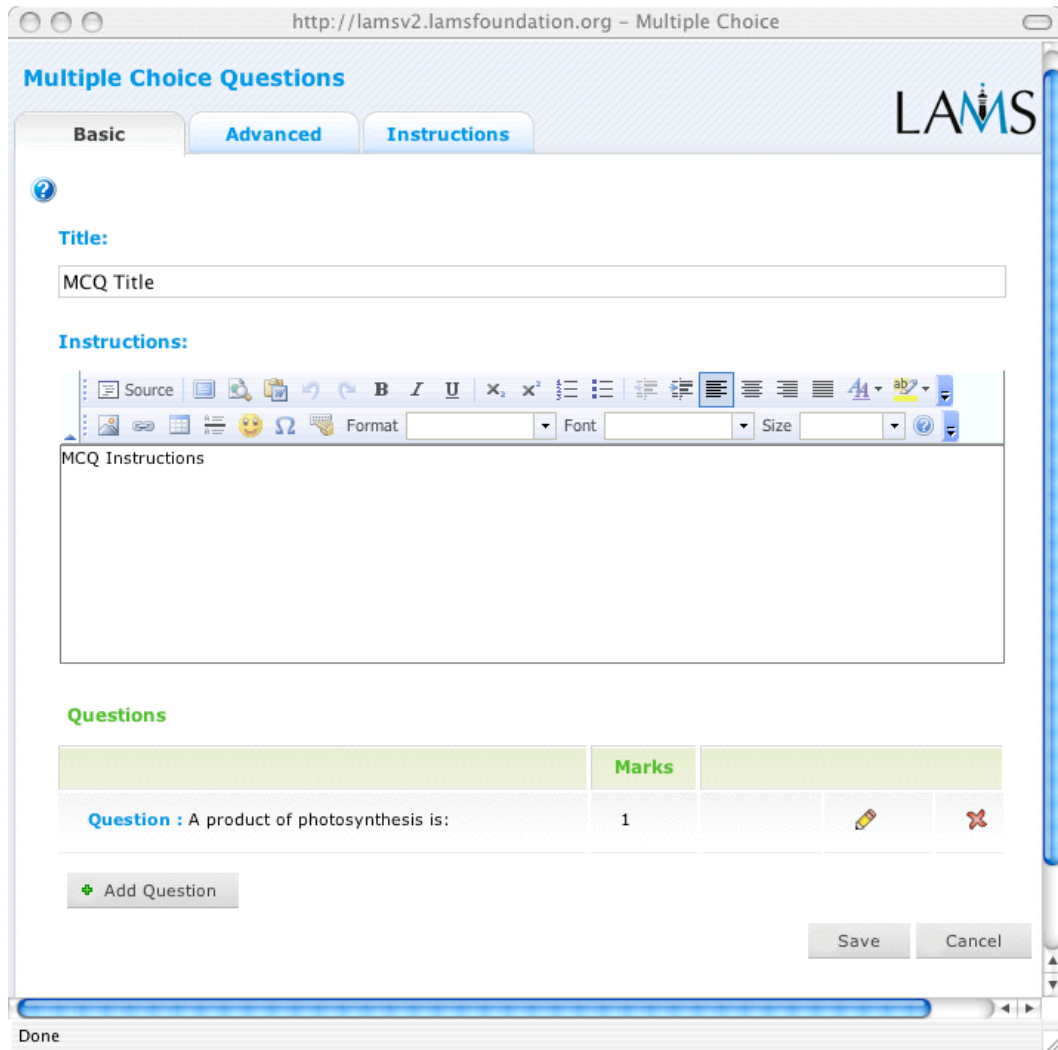 http://lamsv2.lamsfoundation.org – Multiple Choice
Multiple Choice Questions
LAMS
Basic Advanced Instructions
Title:
MCQ Title
Instructions:
Source B I U
Format Font Size
MCQ Instructions
Questions
Marks
Question : A product of photosynthesis is: 1
Add Question
Save Cancel
Done